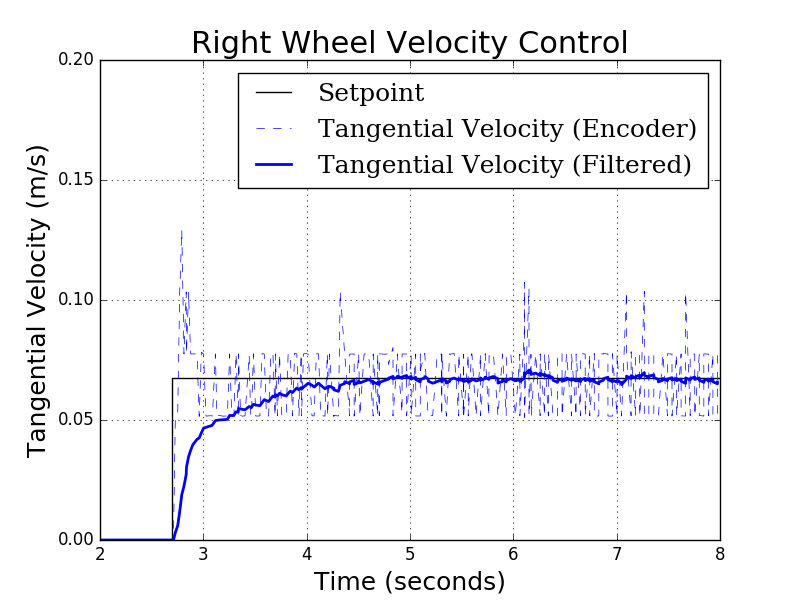 Right Wheel Velocity Control
0.20
0.15
0.10
0.05
0.00
Tangential Velocity (m/s)
Setpoint
Tangential Velocity (Encoder)
Tangential Velocity (Filtered)
2 3 4 5 6 7 8
Time (seconds)